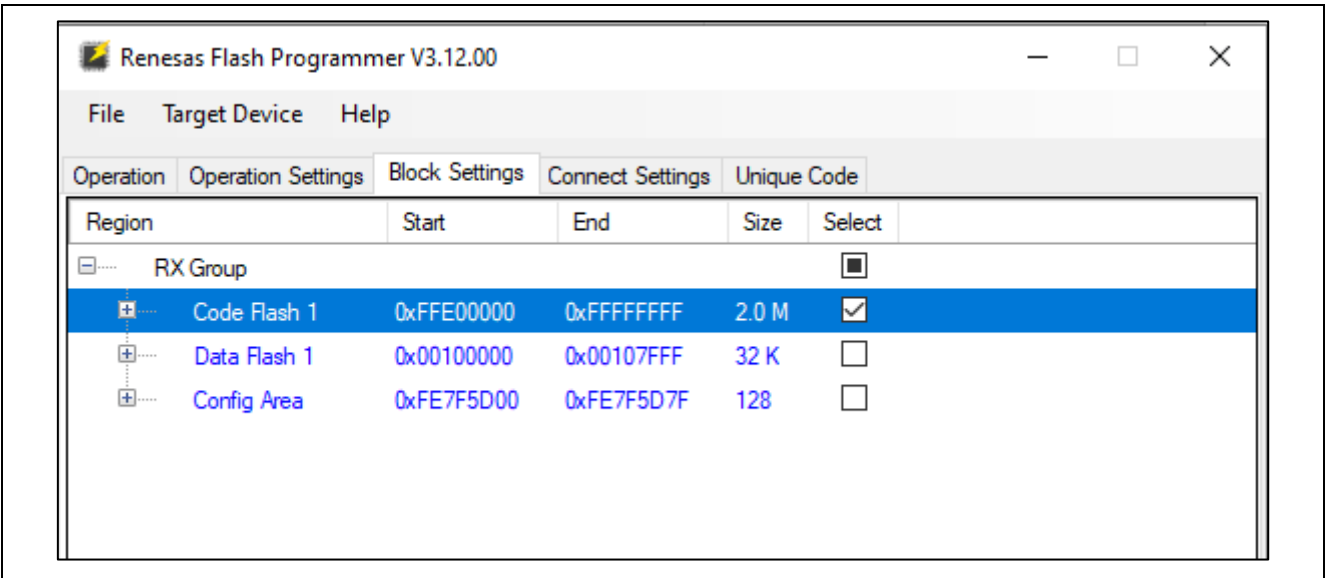 Renesas Flash Programmer V3.12.00
File Target Device Help
Operation Operation Settings Block Settings Connect Settings Unique Code
Region Start End Size Select
RX Group
Code Flash 1 0xFFE00000 0xFFFFFFFF 2.0 M
Data Flash 1 0x00100000 0x00107FFF 32 K
Config Area 0xFE7F5D00 0xFE7F5D7F 128